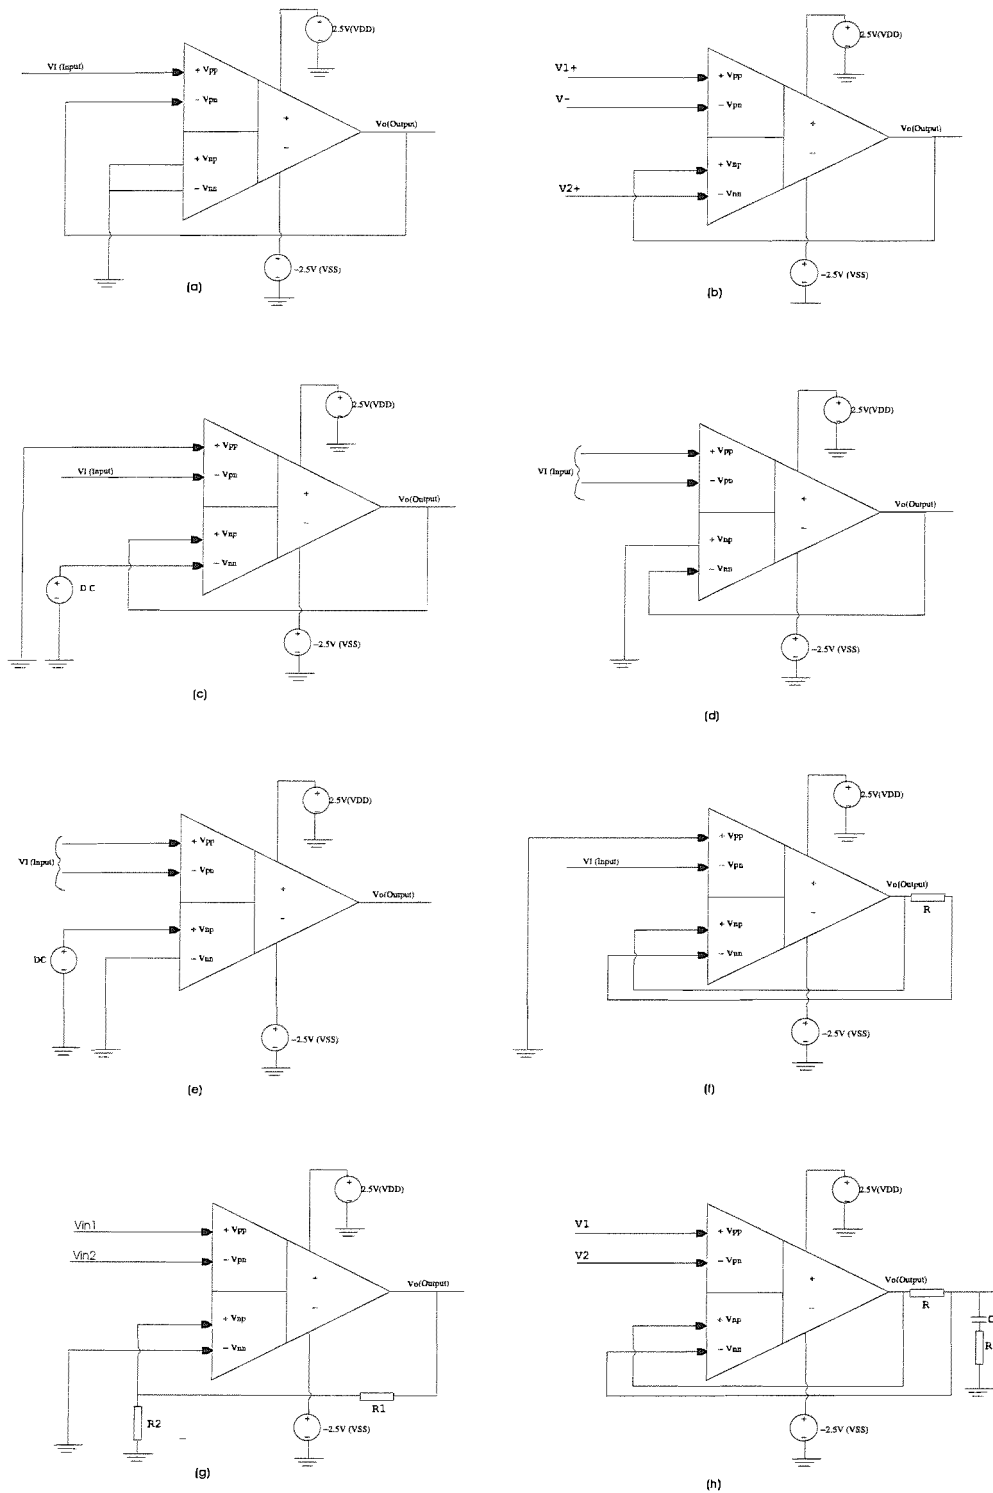 2.5V(VDD)
VI (Input)
+ Vpp
− Vpn
+
−
Vo(Output)
+ Vnp
− Vnn
−2.5V (VSS)
(a)
2.5V(VDD)
V1+
+ Vpp
V−
− Vpn
+
−
Vo(Output)
+ Vnp
V2+
− Vnn
−2.5V (VSS)
(b)
2.5V(VDD)
+ Vpp
VI (Input)
− Vpn
+
−
Vo(Output)
+ Vnp
− Vnn
DC
−2.5V (VSS)
(c)
2.5V(VDD)
VI (Input)
+ Vpp
− Vpn
+
−
Vo(Output)
+ Vnp
− Vnn
−2.5V (VSS)
(d)
2.5V(VDD)
VI (Input)
+ Vpp
− Vpn
+
−
Vo(Output)
+ Vnp
− Vnn
DC
−2.5V (VSS)
(e)
2.5V(VDD)
+ Vpp
VI (Input)
− Vpn
+
−
Vo(Output)
R
+ Vnp
− Vnn
−2.5V (VSS)
(f)
2.5V(VDD)
Vin1
+ Vpp
Vin2
− Vpn
+
−
Vo(Output)
+ Vnp
− Vnn
R1
R2
−2.5V (VSS)
(g)
2.5V(VDD)
V1
+ Vpp
V2
− Vpn
+
−
Vo(Output)
R
+ Vnp
− Vnn
R
−2.5V (VSS)
(h)